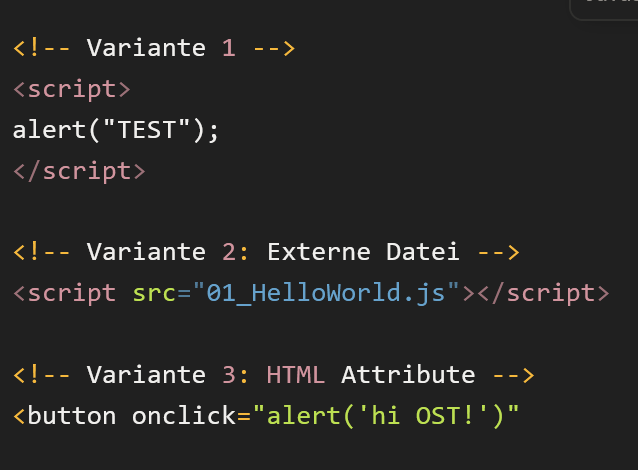 <!-- Variante 1 -->
<script>
alert("TEST");
</script>
<!-- Variante 2: Externe Datei -->
<script src="01_HelloWorld.js"></script>
<!-- Variante 3: HTML Attribute -->
<button onclick="alert('hi OST!')"